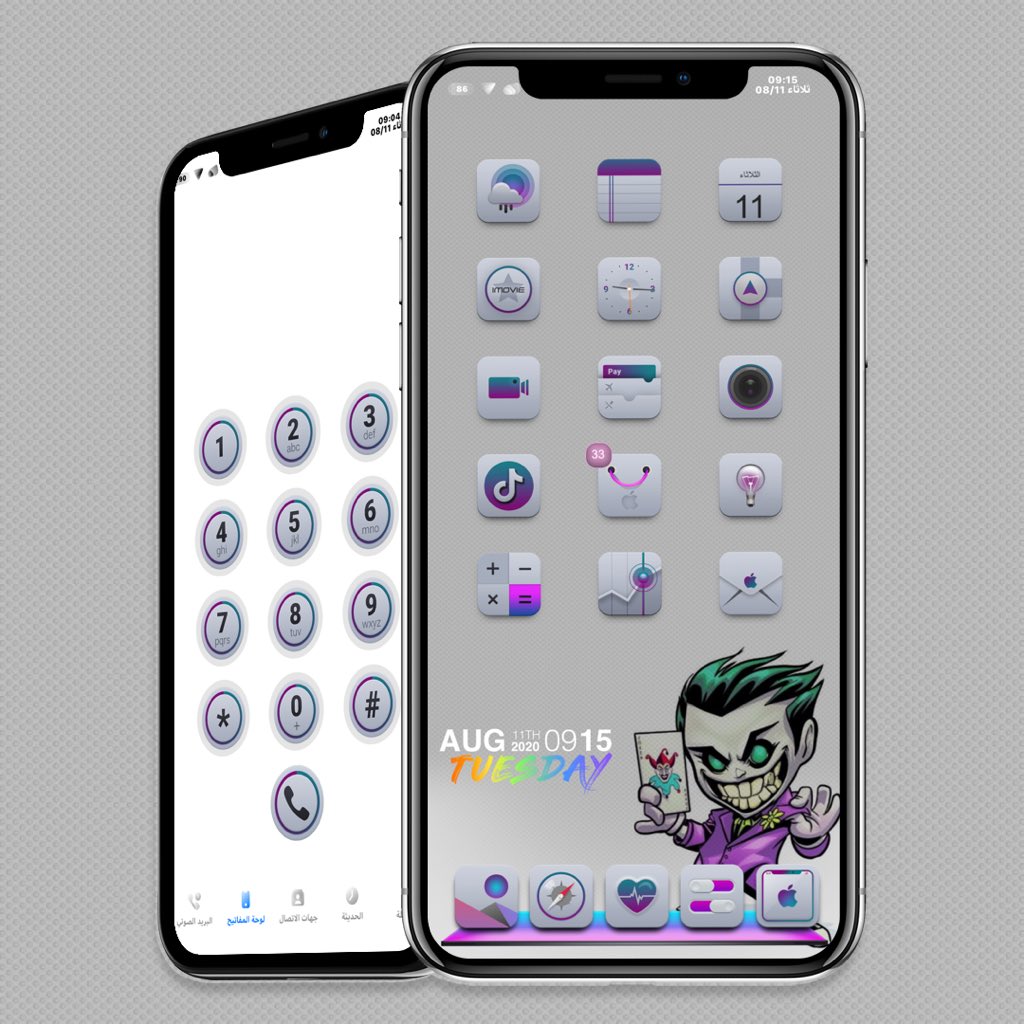 09:04
08/11 ثلاثاء
90
1
2
abc
3
def
4
ghi
5
jkl
6
mno
7
pqrs
8
tuv
9
wxyz
*
0
+
#
البريد الصوتي
لوحة المفاتيح
جهات الاتصال
الحديثة
86
09:15
08/11 ثلاثاء
الثلاثاء
11
iMOVIE
12
9
3
6
Pay
33
+ −
× =
AUG 11TH 2020 0915
TUESDAY